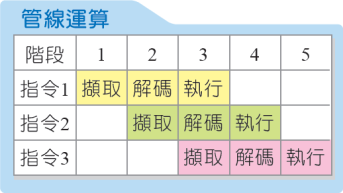 管線運算
階段 1 2 3 4 5
指令1 擷取 解碼 執行
指令2 擷取 解碼 執行
指令3 擷取 解碼 執行